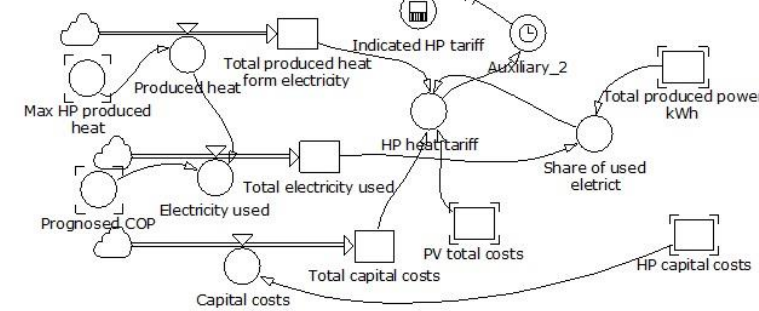 Indicated HP tariff
Total produced heat
form electricity
Auxiliary_2
Produced heat
Max HP produced
heat
Total produced powe
kWh
HP heat tariff
Share of used
eletrict
Total electricity used
Electricity used
Prognosed COP
PV total costs
HP capital costs
Total capital costs
Capital costs